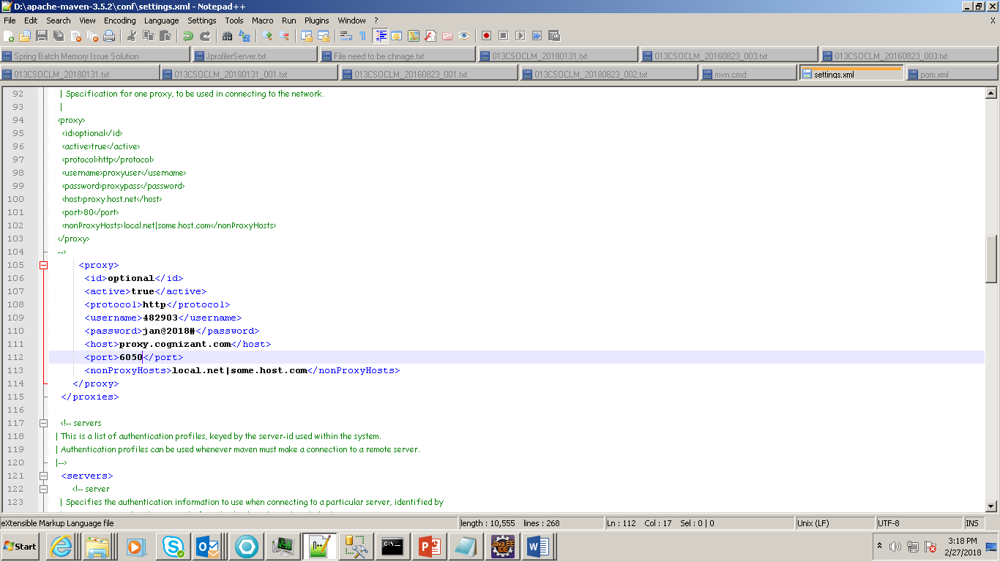 D:\apache-maven-3.5.2\conf\settings.xml - Notepad++
File Edit Search View Encoding Language Settings Tools Macro Run Plugins Window ? X
Spring Batch Memory Issue Solution JprofilerServer.txt File need to be chnage.txt 013CSOCLM_20180131.txt 013CSOCLM_20160823_003.txt 013CSOCLM_20160823_003.txt
013CSOCLM_20180131.txt 013CSOCLM_20180131_001.txt 013CSOCLM_20160823_001.txt 013CSOCLM_20180823_002.txt mvn.cmd settings.xml pom.xml
92 | Specification for one proxy, to be used in connecting to the network.
93 |
94 <proxy>
95 <id>optional</id>
96 <active>true</active>
97 <protocol>http</protocol>
98 <username>proxyuser</username>
99 <password>proxypass</password>
100 <host>proxy.host.net</host>
101 <port>80</port>
102 <nonProxyHosts>local.net|some.host.com</nonProxyHosts>
103 </proxy>
104 -->
105 <proxy>
106 <id>optional</id>
107 <active>true</active>
108 <protocol>http</protocol>
109 <username>482903</username>
110 <password>jan@2018#</password>
111 <host>proxy.cognizant.com</host>
112 <port>6050</port>
113 <nonProxyHosts>local.net|some.host.com</nonProxyHosts>
114 </proxy>
115 </proxies>
116
117 <!-- servers
118 | This is a list of authentication profiles, keyed by the server-id used within the system.
119 | Authentication profiles can be used whenever maven must make a connection to a remote server.
120 |-->
121 <servers>
122 <!-- server
123 | Specifies the authentication information to use when connecting to a particular server, identified by
eXtensible Markup Language file length : 10,555 lines : 268 Ln : 112 Col : 17 Sel : 0 | 0 Unix (LF) UTF-8 INS
Start 3:18 PM
2/27/2018